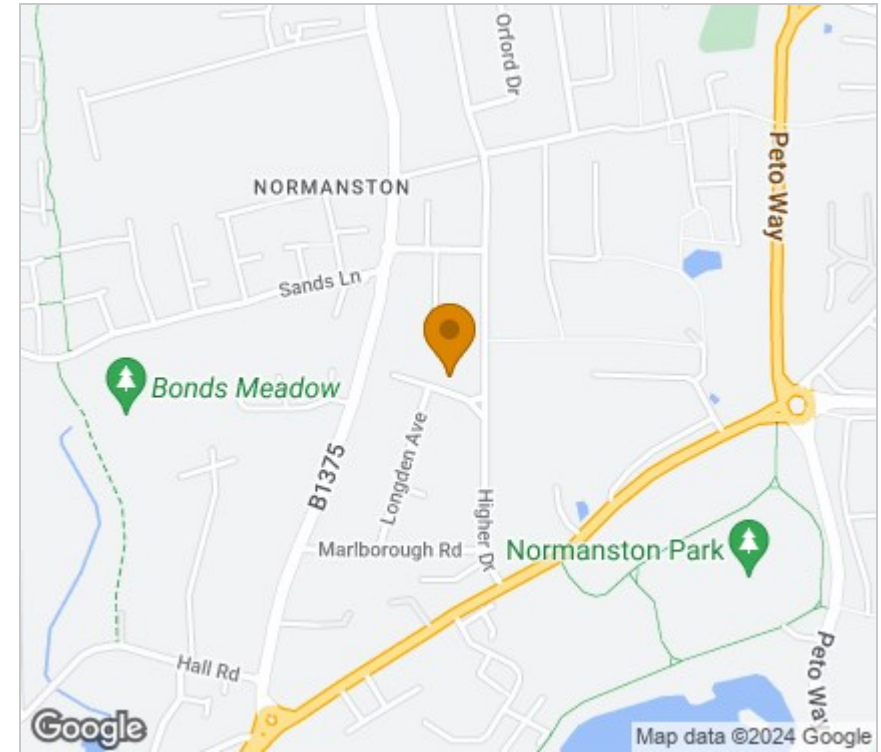 Orford Dr
Peto Way
NORMANSTON
Sands Ln
Bonds Meadow
B1375
Longden Ave
Higher Dr
Marlborough Rd
Normanston Park
Hall Rd
Peto Way
Google
Map data ©2024 Google